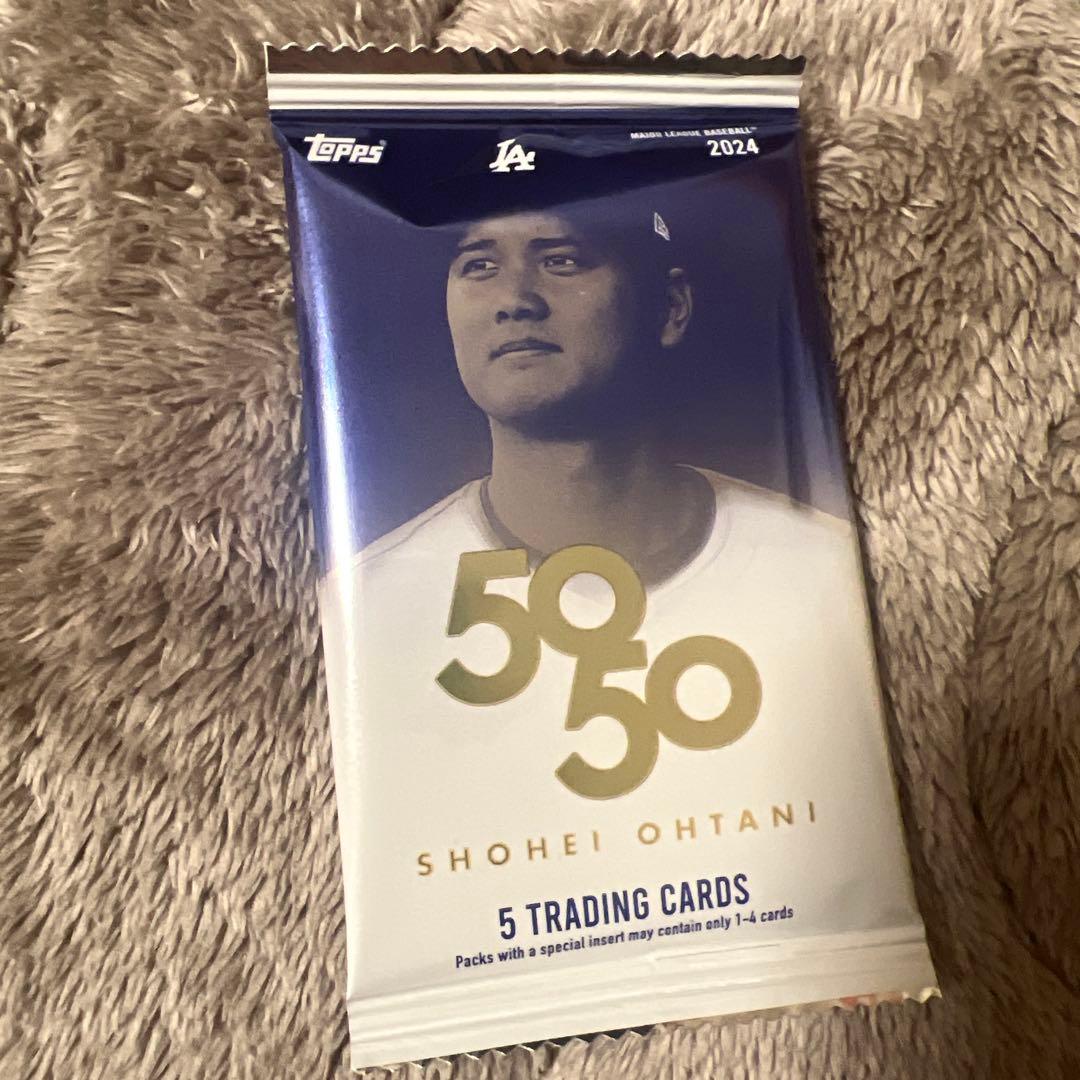 TOPPS
LA
MAJOR LEAGUE BASEBALL™
2024
50
50
SHOHEI OHTANI
5 TRADING CARDS
Packs with a special insert may contain only 1-4 cards